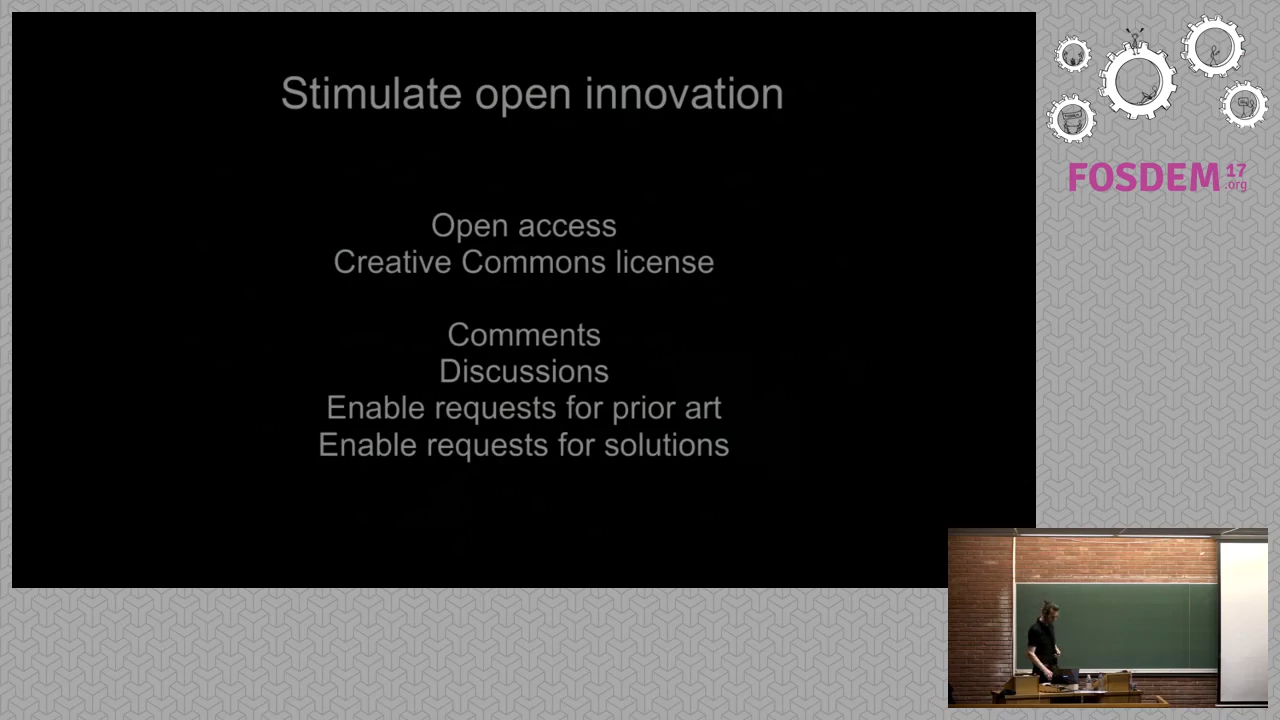 Stimulate open innovation
Open access
Creative Commons license
Comments
Discussions
Enable requests for prior art
Enable requests for solutions
FOSDEM 17
.org